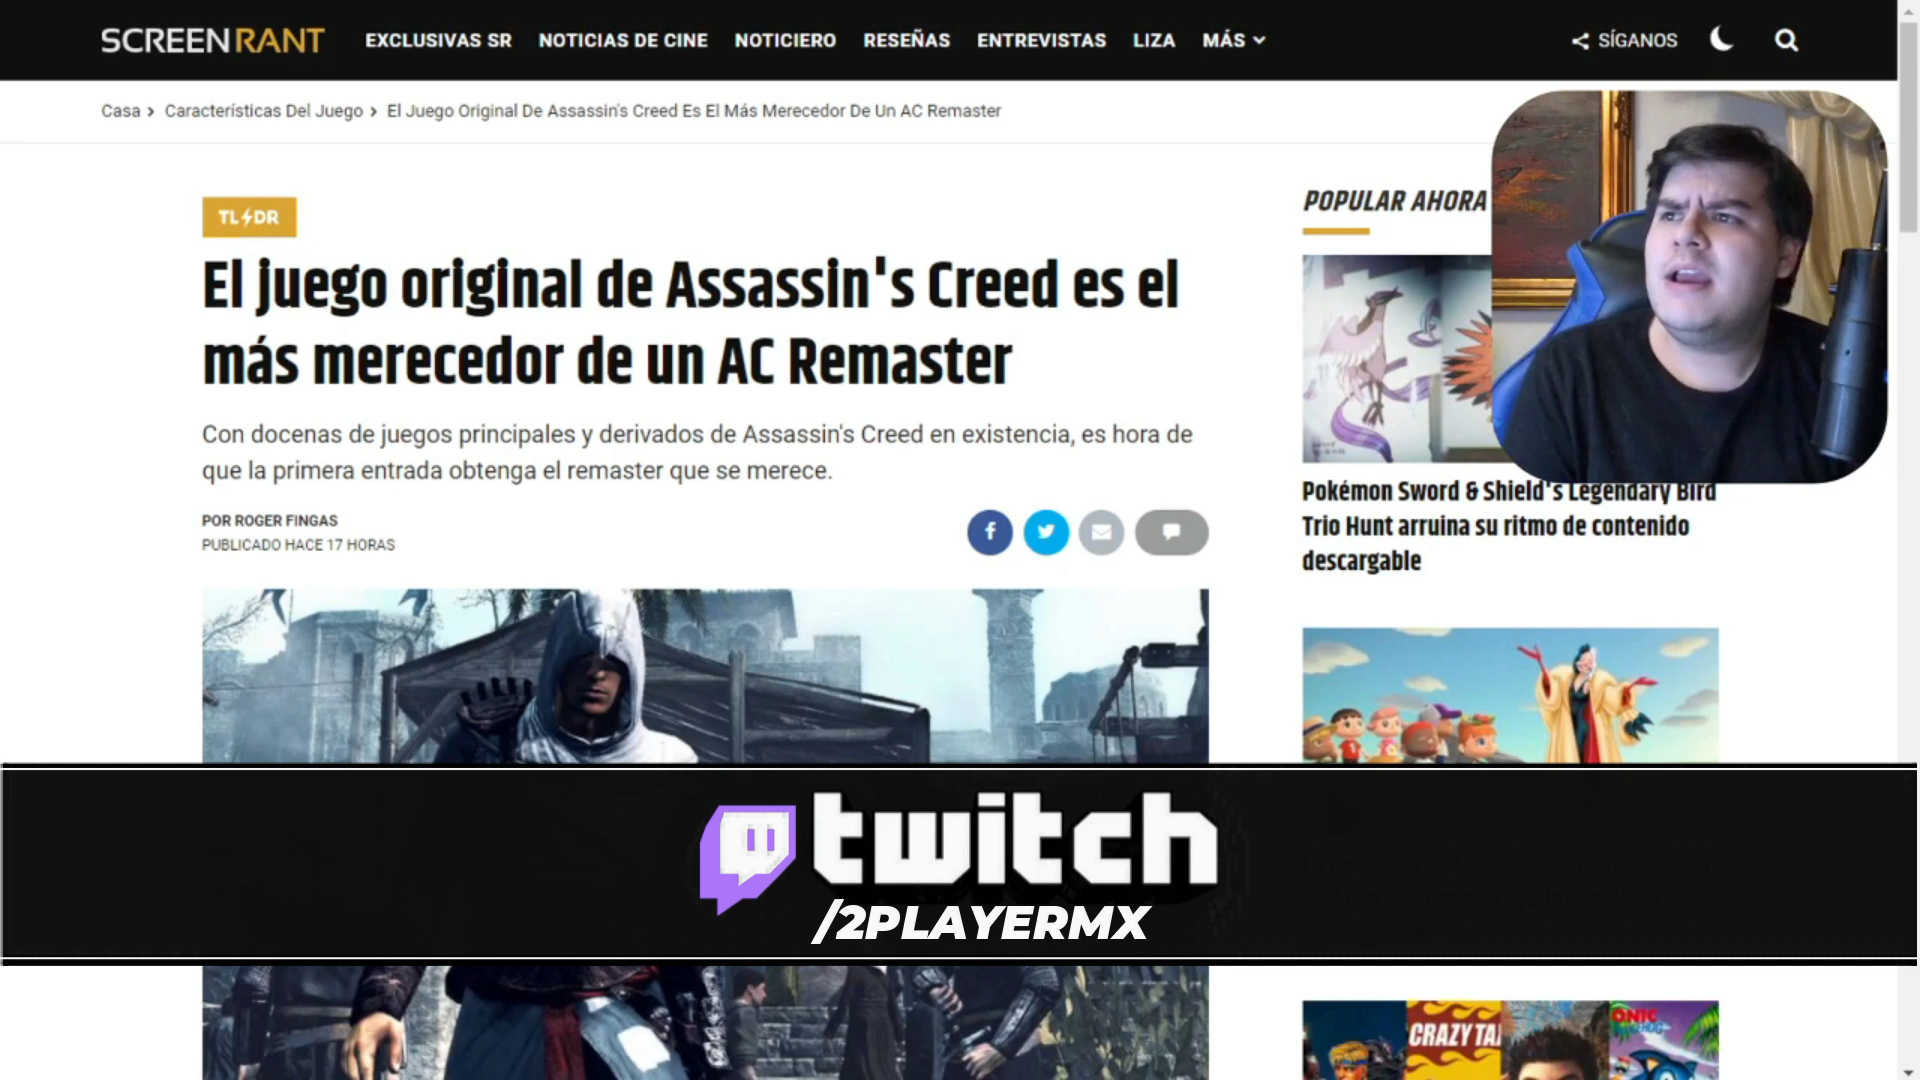 SCREENRANT
EXCLUSIVAS SR
NOTICIAS DE CINE
NOTICIERO
RESEÑAS
ENTREVISTAS
LIZA
MÁS
SÍGANOS
Casa > Características Del Juego > El Juego Original De Assassin's Creed Es El Más Merecedor De Un AC Remaster
TL DR
El juego original de Assassin's Creed es el
más merecedor de un AC Remaster
Con docenas de juegos principales y derivados de Assassin's Creed en existencia, es hora de
que la primera entrada obtenga el remaster que se merece.
POR ROGER FINGAS
PUBLICADO HACE 17 HORAS
POPULAR AHORA
Pokémon Sword & Shield's Legendary Bird
Trio Hunt arruina su ritmo de contenido
descargable
twitch
/2PLAYERMX
CRAZY TA